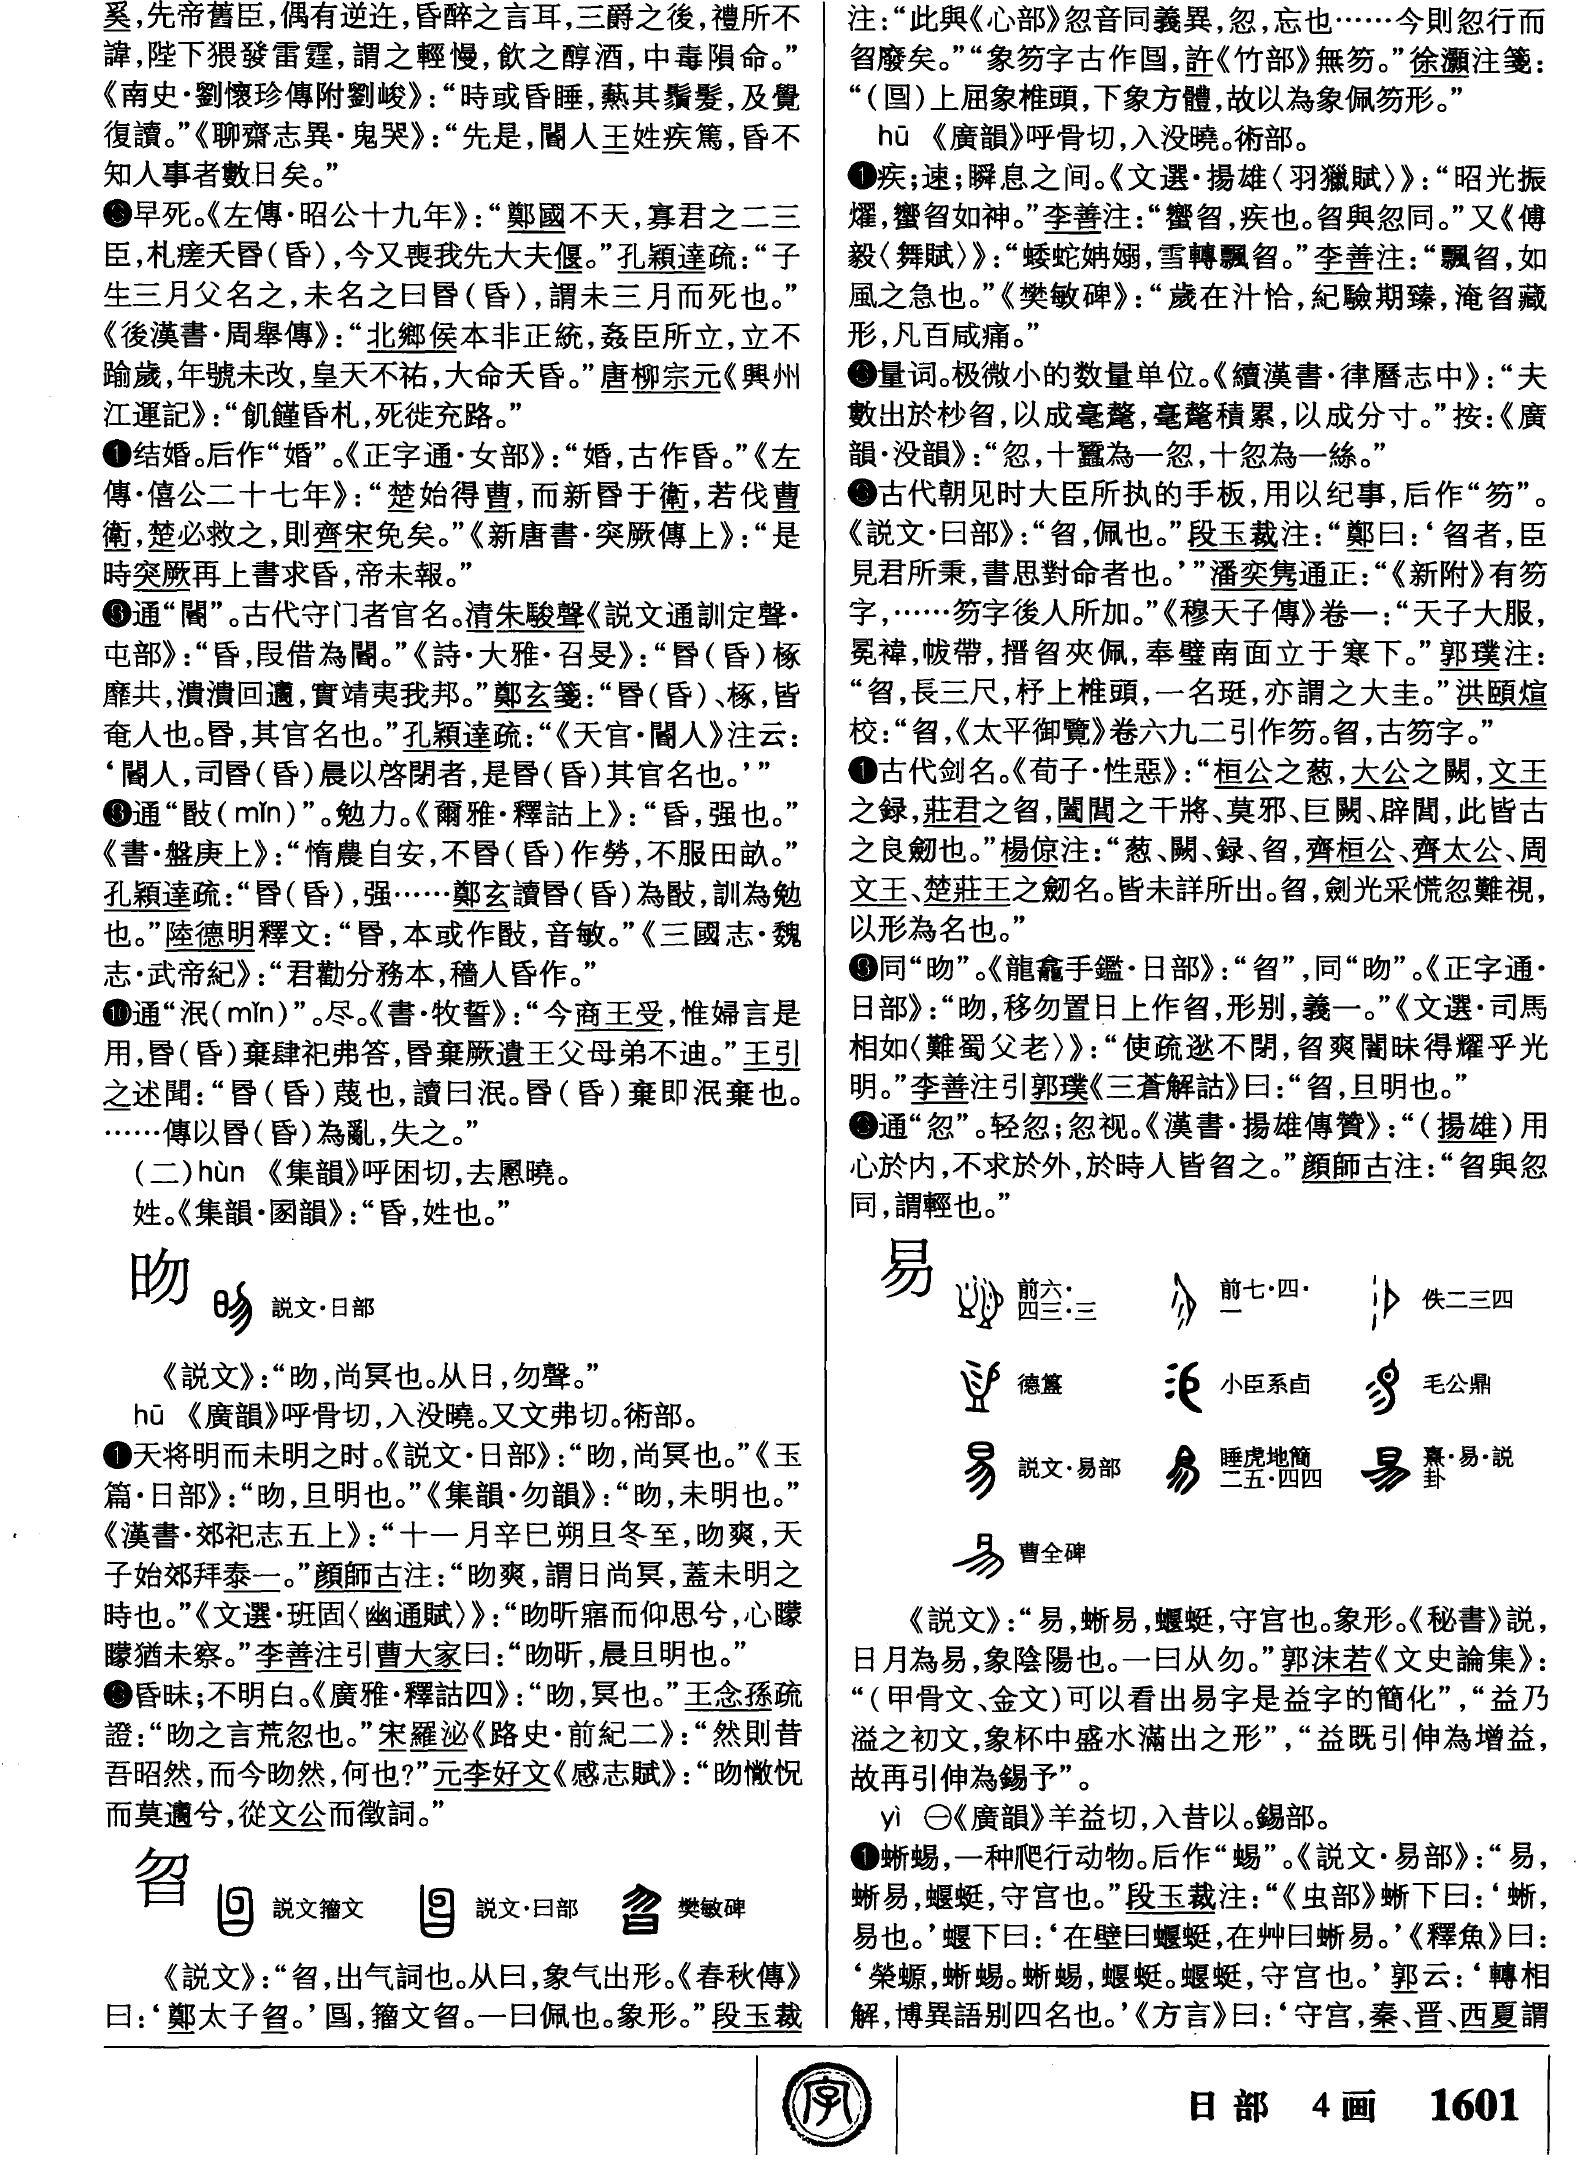 奚，先帝舊臣，偶有逆迕，昏醉之言耳，三爵之後，禮所不
諱，陛下猥發雷霆，謂之輕慢，飲之醇酒，中毒隕命。”
《南史·劉懷珍傳附劉峻》：“時或昏睡，爇其鬚髮，及覺
復讀。”《聊齋志異·鬼哭》：“先是，閽人王姓疾篤，昏不
知人事者數日矣。”
❻早死。《左傳·昭公十九年》：“鄭國不天，寡君之二三
臣，札瘥夭昬（昏），今又喪我先大夫偃。”孔穎達疏：“子
生三月父名之，未名之曰昬（昏），謂未三月而死也。”
《後漢書·周舉傳》：“北鄉侯本非正統，姦臣所立，立不
踰歲，年號未改，皇天不祐，大命夭昏。”唐柳宗元《興州
江運記》：“飢饉昏札，死徙充路。”
❼结婚。后作“婚”。《正字通·女部》：“婚，古作昏。”《左
傳·僖公二十七年》：“楚始得曹，而新昬于衛，若伐曹
衛，楚必救之，則齊宋免矣。”《新唐書·突厥傳上》：“是
時突厥再上書求昏，帝未報。”
❽通“閽”。古代守门者官名。清朱駿聲《説文通訓定聲·
屯部》：“昏，叚借為閽。”《詩·大雅·召旻》：“昬（昏）椓
靡共，潰潰回遹，實靖夷我邦。”鄭玄箋：“昬（昏）、椓，皆
奄人也。昬，其官名也。”孔穎達疏：“《天官·閽人》注云：
‘閽人，司昬（昏）晨以啓閉者，是昬（昏）其官名也。’”
❾通“敯（mǐn）”。勉力。《爾雅·釋詁上》：“昏，强也。”
《書·盤庚上》：“惰農自安，不昬（昏）作勞，不服田畝。”
孔穎達疏：“昬（昏），强……鄭玄讀昬（昏）為敯，訓為勉
也。”陸德明釋文：“昬，本或作敯，音敏。”《三國志·魏
志·武帝紀》：“君勸分務本，穡人昏作。”
❿通“泯（mǐn）”。尽。《書·牧誓》：“今商王受，惟婦言是
用，昬（昏）棄肆祀弗答，昬棄厥遺王父母弟不迪。”王引
之述聞：“昬（昏）蔑也，讀曰泯。昬（昏）棄即泯棄也。
……傳以昬（昏）為亂，失之。”
（二）hùn 《集韻》呼困切，去慁曉。
姓。《集韻·圂韻》：“昏，姓也。”
昒 説文·日部
《説文》：“昒，尚冥也。从日，勿聲。”
hū 《廣韻》呼骨切，入没曉。又文弗切。術部。
❶天将明而未明之时。《説文·日部》：“昒，尚冥也。”《玉
篇·日部》：“昒，旦明也。”《集韻·勿韻》：“昒，未明也。”
《漢書·郊祀志五上》：“十一月辛巳朔旦冬至，昒爽，天
子始郊拜泰一。”顔師古注：“昒爽，謂日尚冥，蓋未明之
時也。”《文選·班固〈幽通賦〉》：“昒昕寤而仰思兮，心矇
矇猶未察。”李善注引曹大家曰：“昒昕，晨旦明也。”
❷昏昧；不明白。《廣雅·釋詁四》：“昒，冥也。”王念孫疏
證：“昒之言荒忽也。”宋羅泌《路史·前紀二》：“然則昔
吾昭然，而今昒然，何也？”元李好文《感志賦》：“昒懒怳
而莫適兮，從文公而徵詞。”
曶 説文籀文 説文·曰部 樊敏碑
《説文》：“曶，出气詞也。从曰，象气出形。《春秋傳》
曰：‘鄭太子曶。’𡇩，籀文曶。一曰佩也。象形。”段玉裁
注：“此與《心部》忽音同義異，忽，忘也……今則忽行而
曶廢矣。”“象笏字古作𡇩，許《竹部》無笏。”徐灝注箋：
“（𡇩）上屈象椎頭，下象方體，故以為象佩笏形。”
hū 《廣韻》呼骨切，入没曉。術部。
❶疾；速；瞬息之间。《文選·揚雄〈羽獵賦〉》：“昭光振
燿，蠁曶如神。”李善注：“蠁曶，疾也。曶與忽同。”又《傅
毅〈舞賦〉》：“蜲蛇姌嫋，雪轉飄曶。”李善注：“飄曶，如
風之急也。”《樊敏碑》：“歲在汁恰，紀驗期臻，淹曶藏
形，凡百咸痛。”
❷量词。极微小的数量单位。《續漢書·律曆志中》：“夫
數出於杪曶，以成毫氂，毫氂積累，以成分寸。”按：《廣
韻·没韻》：“忽，十蠶為一忽，十忽為一絲。”
❸古代朝见时大臣所执的手板，用以纪事，后作“笏”。
《説文·曰部》：“曶，佩也。”段玉裁注：“鄭曰：‘曶者，臣
見君所秉，書思對命者也。’”潘奕雋通正：“《新附》有笏
字，……笏字後人所加。”《穆天子傳》卷一：“天子大服，
冕褘，帗帶，搢曶夾佩，奉璧南面立于寒下。”郭璞注：
“曶，長三尺，杼上椎頭，一名珽，亦謂之大圭。”洪頤煊
校：“曶，《太平御覽》卷六九二引作笏。曶，古笏字。”
❹古代剑名。《荀子·性惡》：“桓公之葱，大公之闕，文王
之録，莊君之曶，闔閭之干將、莫邪、巨闕、辟閭，此皆古
之良劒也。”楊倞注：“葱、闕、録、曶，齊桓公、齊太公、周
文王、楚莊王之劒名。皆未詳所出。曶，劍光采慌忽難視，
以形為名也。”
❺同“昒”。《龍龕手鑑·日部》：“曶”，同“昒”。《正字通·
日部》：“昒，移勿置日上作曶，形别，義一。”《文選·司馬
相如〈難蜀父老〉》：“使疏逖不閉，曶爽闇昧得耀乎光
明。”李善注引郭璞《三蒼解詁》曰：“曶，旦明也。”
❻通“忽”。轻忽；忽视。《漢書·揚雄傳贊》：“（揚雄）用
心於内，不求於外，於時人皆曶之。”顔師古注：“曶與忽
同，謂輕也。”
易 前六·四三·三 前七·四·一 佚二三四
德簋 小臣系卣 毛公鼎
説文·易部 睡虎地簡二五·四四 熹·易·説卦
曹全碑
《説文》：“易，蜥易，蝘蜓，守宫也。象形。《秘書》説，
日月為易，象陰陽也。一曰从勿。”郭沫若《文史論集》：
“（甲骨文、金文）可以看出易字是益字的簡化”，“益乃
溢之初文，象杯中盛水滿出之形”，“益既引伸為增益，
故再引伸為錫予”。
yì ㊀《廣韻》羊益切，入昔以。錫部。
❶蜥蜴，一种爬行动物。后作“蜴”。《説文·易部》：“易，
蜥易，蝘蜓，守宫也。”段玉裁注：“《虫部》蜥下曰：‘蜥，
易也。’蝘下曰：‘在壁曰蝘蜓，在艸曰蜥易。’《釋魚》曰：
‘榮螈，蜥蜴。蜥蜴，蝘蜓。蝘蜓，守宫也。’郭云：‘轉相
解，博異語别四名也。’《方言》曰：‘守宫，秦、晋、西夏謂
字
日部 4画 1601